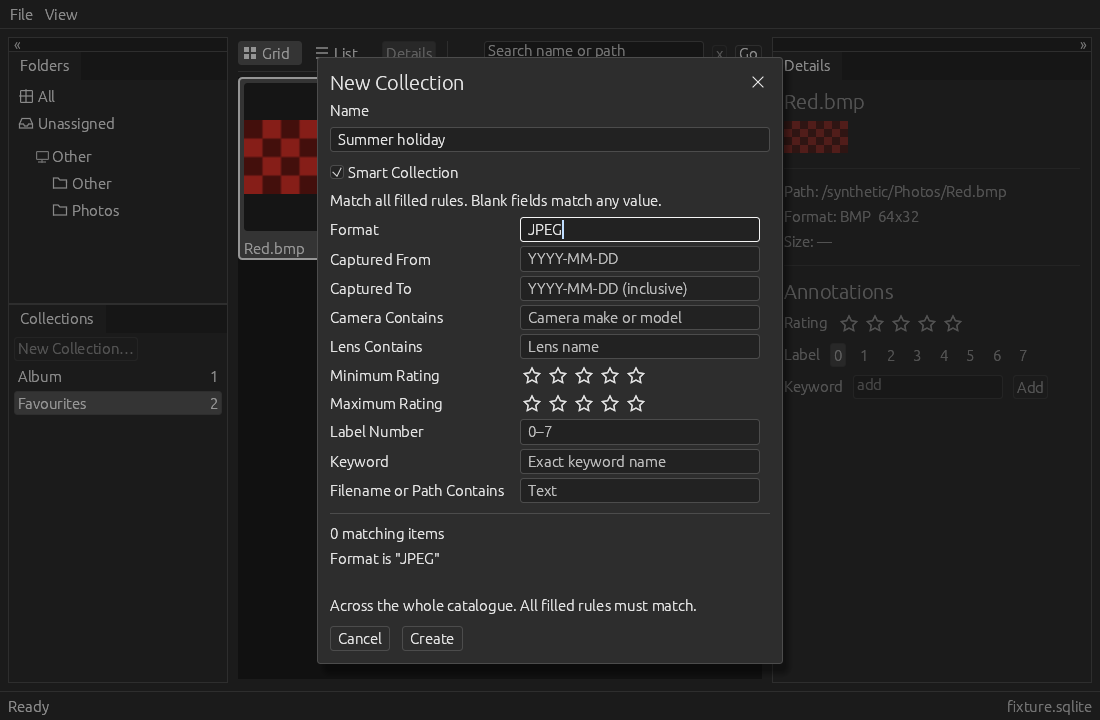 File View
«
Folders
All
Unassigned
Other
Other
Photos
Collections
New Collection...
Album 1
Favourites 2
Grid List Details Search name or path x Go
Red.bmp
New Collection
Name
Summer holiday
Smart Collection
Match all filled rules. Blank fields match any value.
Format JPEG
Captured From YYYY-MM-DD
Captured To YYYY-MM-DD (inclusive)
Camera Contains Camera make or model
Lens Contains Lens name
Minimum Rating
Maximum Rating
Label Number 0–7
Keyword Exact keyword name
Filename or Path Contains Text
0 matching items
Format is "JPEG"
Across the whole catalogue. All filled rules must match.
Cancel Create
»
Details
Red.bmp
Path: /synthetic/Photos/Red.bmp
Format: BMP 64x32
Size: —
Annotations
Rating
Label 0 1 2 3 4 5 6 7
Keyword add Add
Ready fixture.sqlite